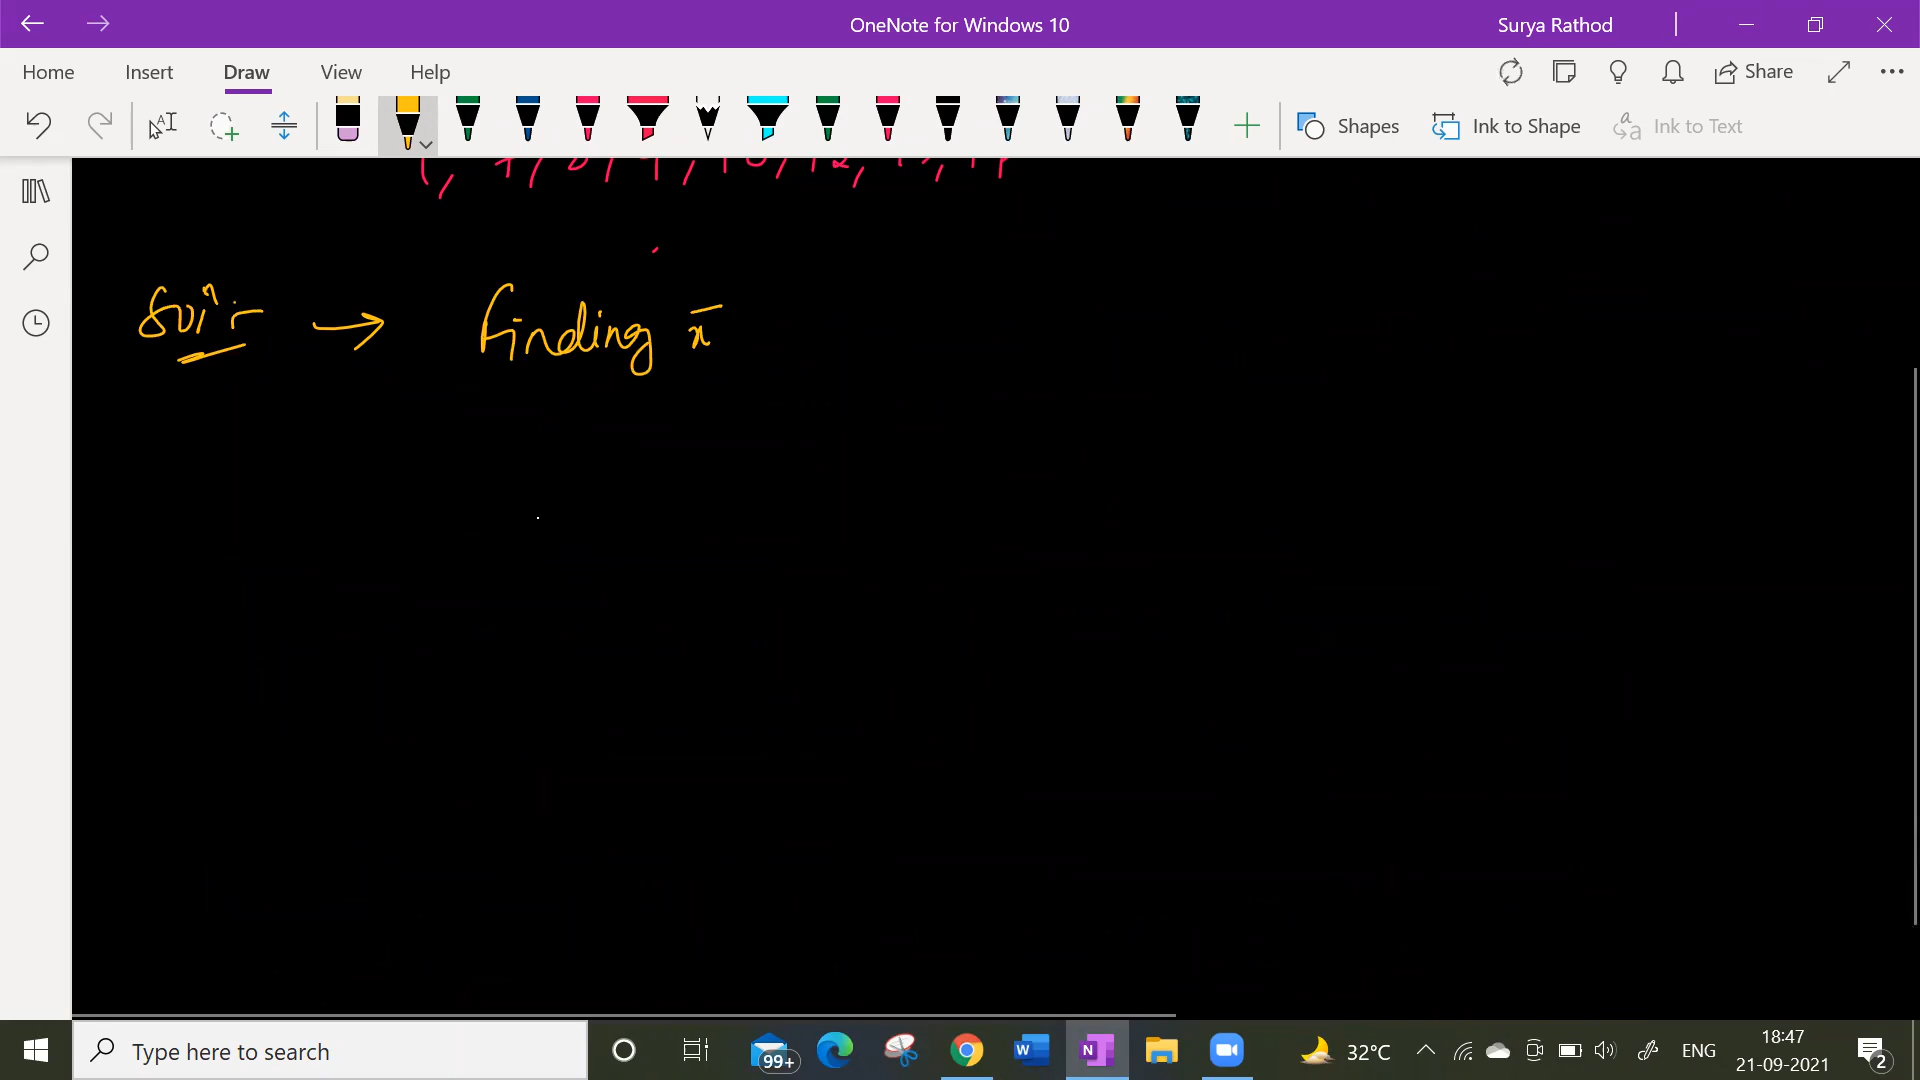 OneNote for Windows 10
Surya Rathod
Home Insert Draw View Help
Share
Shapes Ink to Shape Ink to Text
Solⁿ :- → Finding x̄
Type here to search
99+
32°C
ENG
18:47
21-09-2021
2